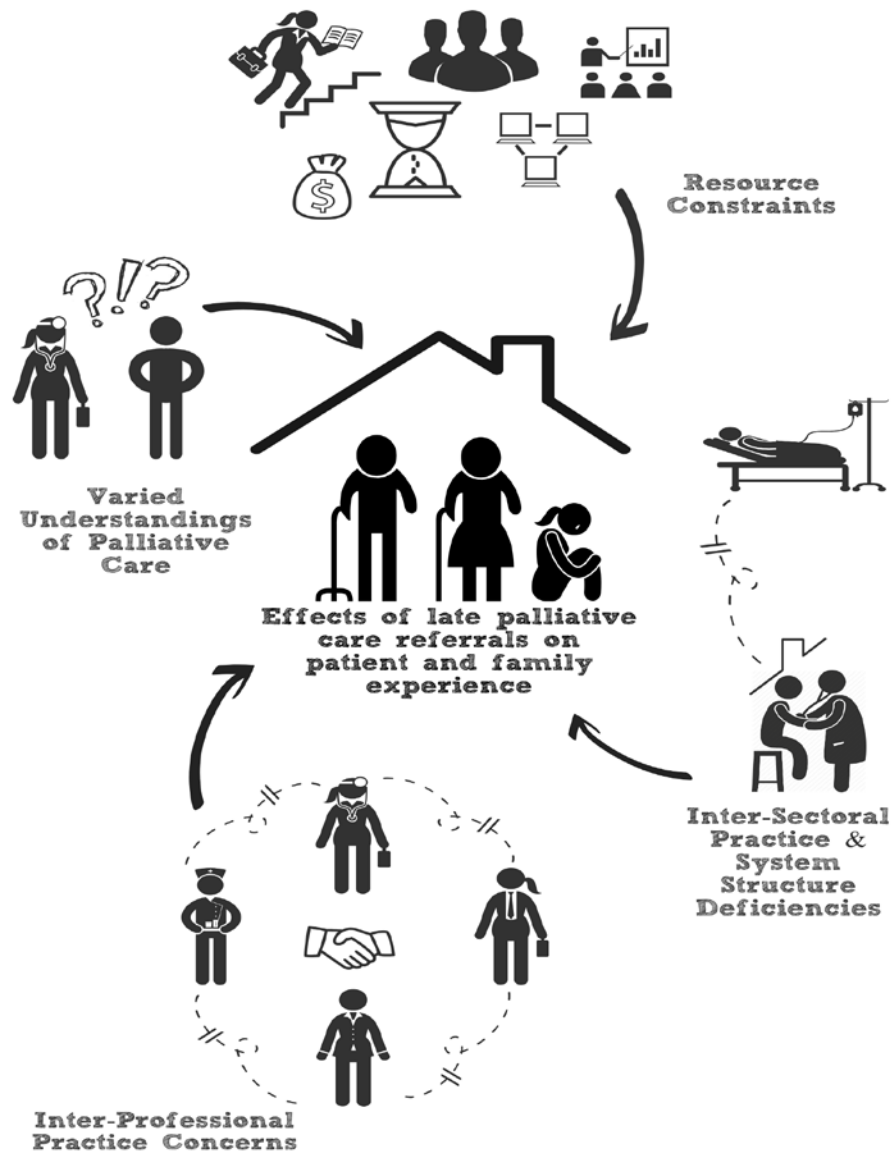 $
Resource
Constraints
?!?
Varied
Understandings
of Palliative
Care
Effects of late palliative
care referrals on
patient and family
experience
Inter-Sectoral
Practice &
System
Structure
Deficiencies
Inter-Professional
Practice Concerns